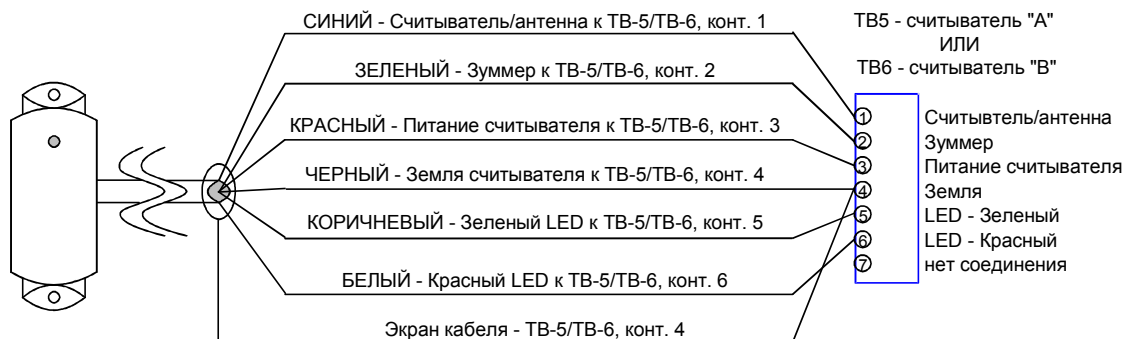 СИНИЙ - Считыватель/антенна к ТВ-5/ТВ-6, конт. 1
ЗЕЛЕНЫЙ - Зуммер к ТВ-5/ТВ-6, конт. 2
КРАСНЫЙ - Питание считывателя к ТВ-5/ТВ-6, конт. 3
ЧЕРНЫЙ - Земля считывателя к ТВ-5/ТВ-6, конт. 4
КОРИЧНЕВЫЙ - Зеленый LED к ТВ-5/ТВ-6, конт. 5
БЕЛЫЙ - Красный LED к ТВ-5/ТВ-6, конт. 6
Экран кабеля - ТВ-5/ТВ-6, конт. 4
ТВ5 - считыватель "А"
ИЛИ
ТВ6 - считыватель "В"
1 Считывтель/антенна
2 Зуммер
3 Питание считывателя
4 Земля
5 LED - Зеленый
6 LED - Красный
7 нет соединения